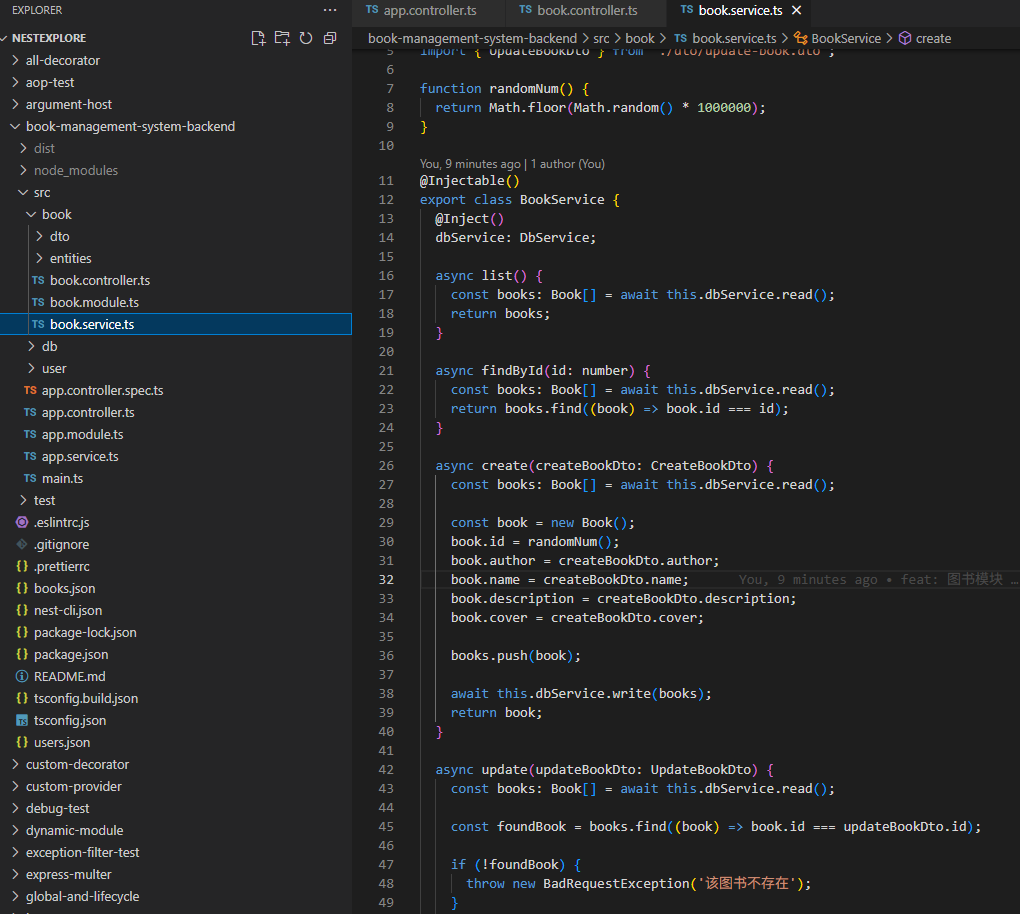 EXPLORER
NESTEXPLORE
all-decorator
aop-test
argument-host
book-management-system-backend
dist
node_modules
src
book
dto
entities
TS book.controller.ts
TS book.module.ts
TS book.service.ts
db
user
TS app.controller.spec.ts
TS app.controller.ts
TS app.module.ts
TS app.service.ts
TS main.ts
test
.eslintrc.js
.gitignore
{} .prettierrc
{} books.json
{} nest-cli.json
{} package-lock.json
{} package.json
README.md
{} tsconfig.build.json
TS tsconfig.json
{} users.json
custom-decorator
custom-provider
debug-test
dynamic-module
exception-filter-test
express-multer
global-and-lifecycle
TS app.controller.ts TS book.controller.ts TS book.service.ts
book-management-system-backend > src > book > TS book.service.ts > BookService > create
5 import { UpdateBookDto } from './dto/update-book.dto';
6
7 function randomNum() {
8 return Math.floor(Math.random() * 1000000);
9 }
10
You, 9 minutes ago | 1 author (You)
11 @Injectable()
12 export class BookService {
13 @Inject()
14 dbService: DbService;
15
16 async list() {
17 const books: Book[] = await this.dbService.read();
18 return books;
19 }
20
21 async findById(id: number) {
22 const books: Book[] = await this.dbService.read();
23 return books.find((book) => book.id === id);
24 }
25
26 async create(createBookDto: CreateBookDto) {
27 const books: Book[] = await this.dbService.read();
28
29 const book = new Book();
30 book.id = randomNum();
31 book.author = createBookDto.author;
32 book.name = createBookDto.name; You, 9 minutes ago • feat: 图书模块 …
33 book.description = createBookDto.description;
34 book.cover = createBookDto.cover;
35
36 books.push(book);
37
38 await this.dbService.write(books);
39 return book;
40 }
41
42 async update(updateBookDto: UpdateBookDto) {
43 const books: Book[] = await this.dbService.read();
44
45 const foundBook = books.find((book) => book.id === updateBookDto.id);
46
47 if (!foundBook) {
48 throw new BadRequestException('该图书不存在');
49 }